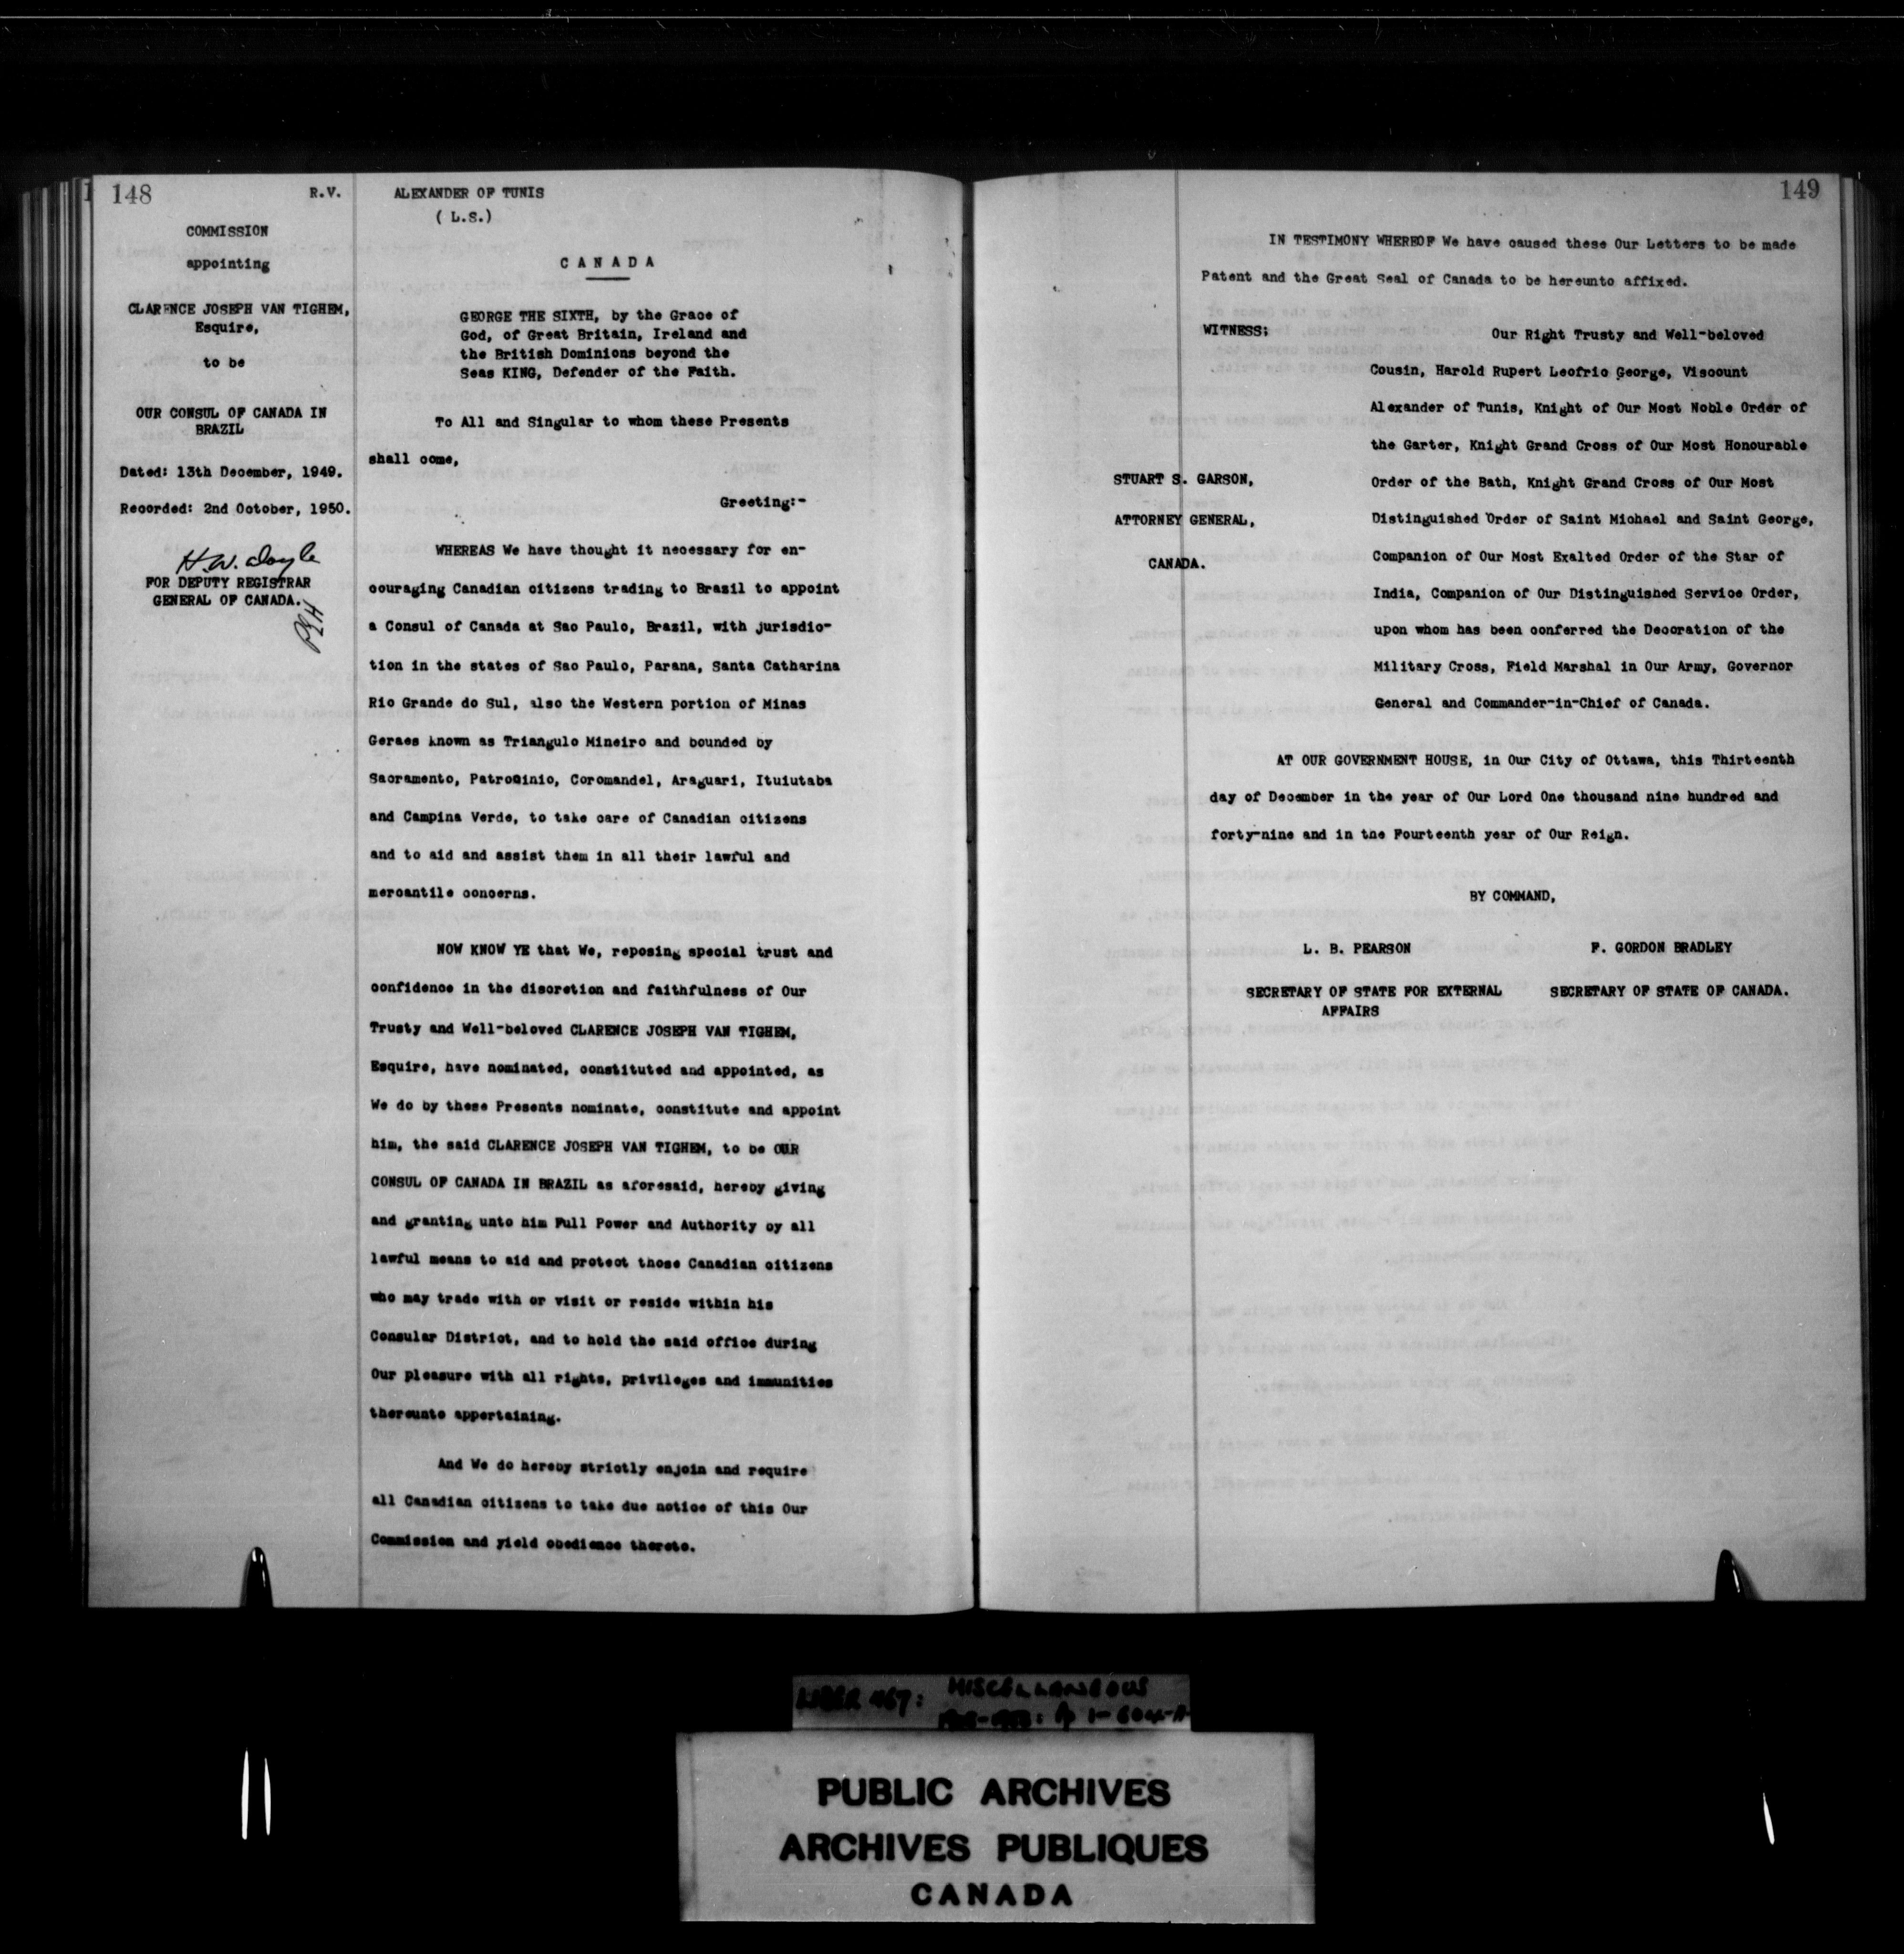 148
R.V.
COMMISSION
appointing
CLARENCE JOSEPH VAN TIGHEM,
Esquire,
to be
OUR CONSUL OF CANADA IN
BRAZIL
Dated: 13th December, 1949.
Recorded: 2nd October, 1950.
H.W. Doyle
FOR DEPUTY REGISTRAR
GENERAL OF CANADA.
ALEXANDER OF TUNIS
( L.S.)
CANADA
GEORGE THE SIXTH, by the Grace of
God, of Great Britain, Ireland and
the British Dominions beyond the
Seas KING, Defender of the Faith.
To All and Singular to whom these Presents
shall come,
Greeting:-
WHEREAS We have thought it necessary for en-
couraging Canadian citizens trading to Brazil to appoint
a Consul of Canada at Sao Paulo, Brazil, with jurisdic-
tion in the states of Sao Paulo, Parana, Santa Catharina
Rio Grande do Sul, also the Western portion of Minas
Geraes known as Triangulo Mineiro and bounded by
Sacramento, Patrocinio, Coromandel, Araguari, Ituiutaba
and Campina Verde, to take care of Canadian citizens
and to aid and assist them in all their lawful and
mercantile concerns.
NOW KNOW YE that We, reposing special trust and
confidence in the discretion and faithfulness of Our
Trusty and Well-beloved CLARENCE JOSEPH VAN TIGHEM,
Esquire, have nominated, constituted and appointed, as
We do by these Presents nominate, constitute and appoint
him, the said CLARENCE JOSEPH VAN TIGHEM, to be OUR
CONSUL OF CANADA IN BRAZIL as aforesaid, hereby giving
and granting unto him Full Power and Authority by all
lawful means to aid and protect those Canadian citizens
who may trade with or visit or reside within his
Consular District, and to hold the said office during
Our pleasure with all rights, privileges and immunities
thereunto appertaining.
And We do hereby strictly enjoin and require
all Canadian citizens to take due notice of this Our
Commission and yield obedience thereto.
149
IN TESTIMONY WHEREOF We have caused these Our Letters to be made
Patent and the Great Seal of Canada to be hereunto affixed.
WITNESS:
Our Right Trusty and Well-beloved
Cousin, Harold Rupert Leofric George, Viscount
Alexander of Tunis, Knight of Our Most Noble Order of
the Garter, Knight Grand Cross of Our Most Honourable
Order of the Bath, Knight Grand Cross of Our Most
Distinguished Order of Saint Michael and Saint George,
Companion of Our Most Exalted Order of the Star of
India, Companion of Our Distinguished Service Order,
upon whom has been conferred the Decoration of the
Military Cross, Field Marshal in Our Army, Governor
General and Commander-in-Chief of Canada.
STUART S. GARSON,
ATTORNEY GENERAL,
CANADA.
AT OUR GOVERNMENT HOUSE, in Our City of Ottawa, this Thirteenth
day of December in the year of Our Lord One thousand nine hundred and
forty-nine and in the Fourteenth year of Our Reign.
BY COMMAND,
L. B. PEARSON
SECRETARY OF STATE FOR EXTERNAL
AFFAIRS
F. GORDON BRADLEY
SECRETARY OF STATE OF CANADA.
LIBER 467: MISCELLANEOUS
PUBLIC ARCHIVES
ARCHIVES PUBLIQUES
CANADA